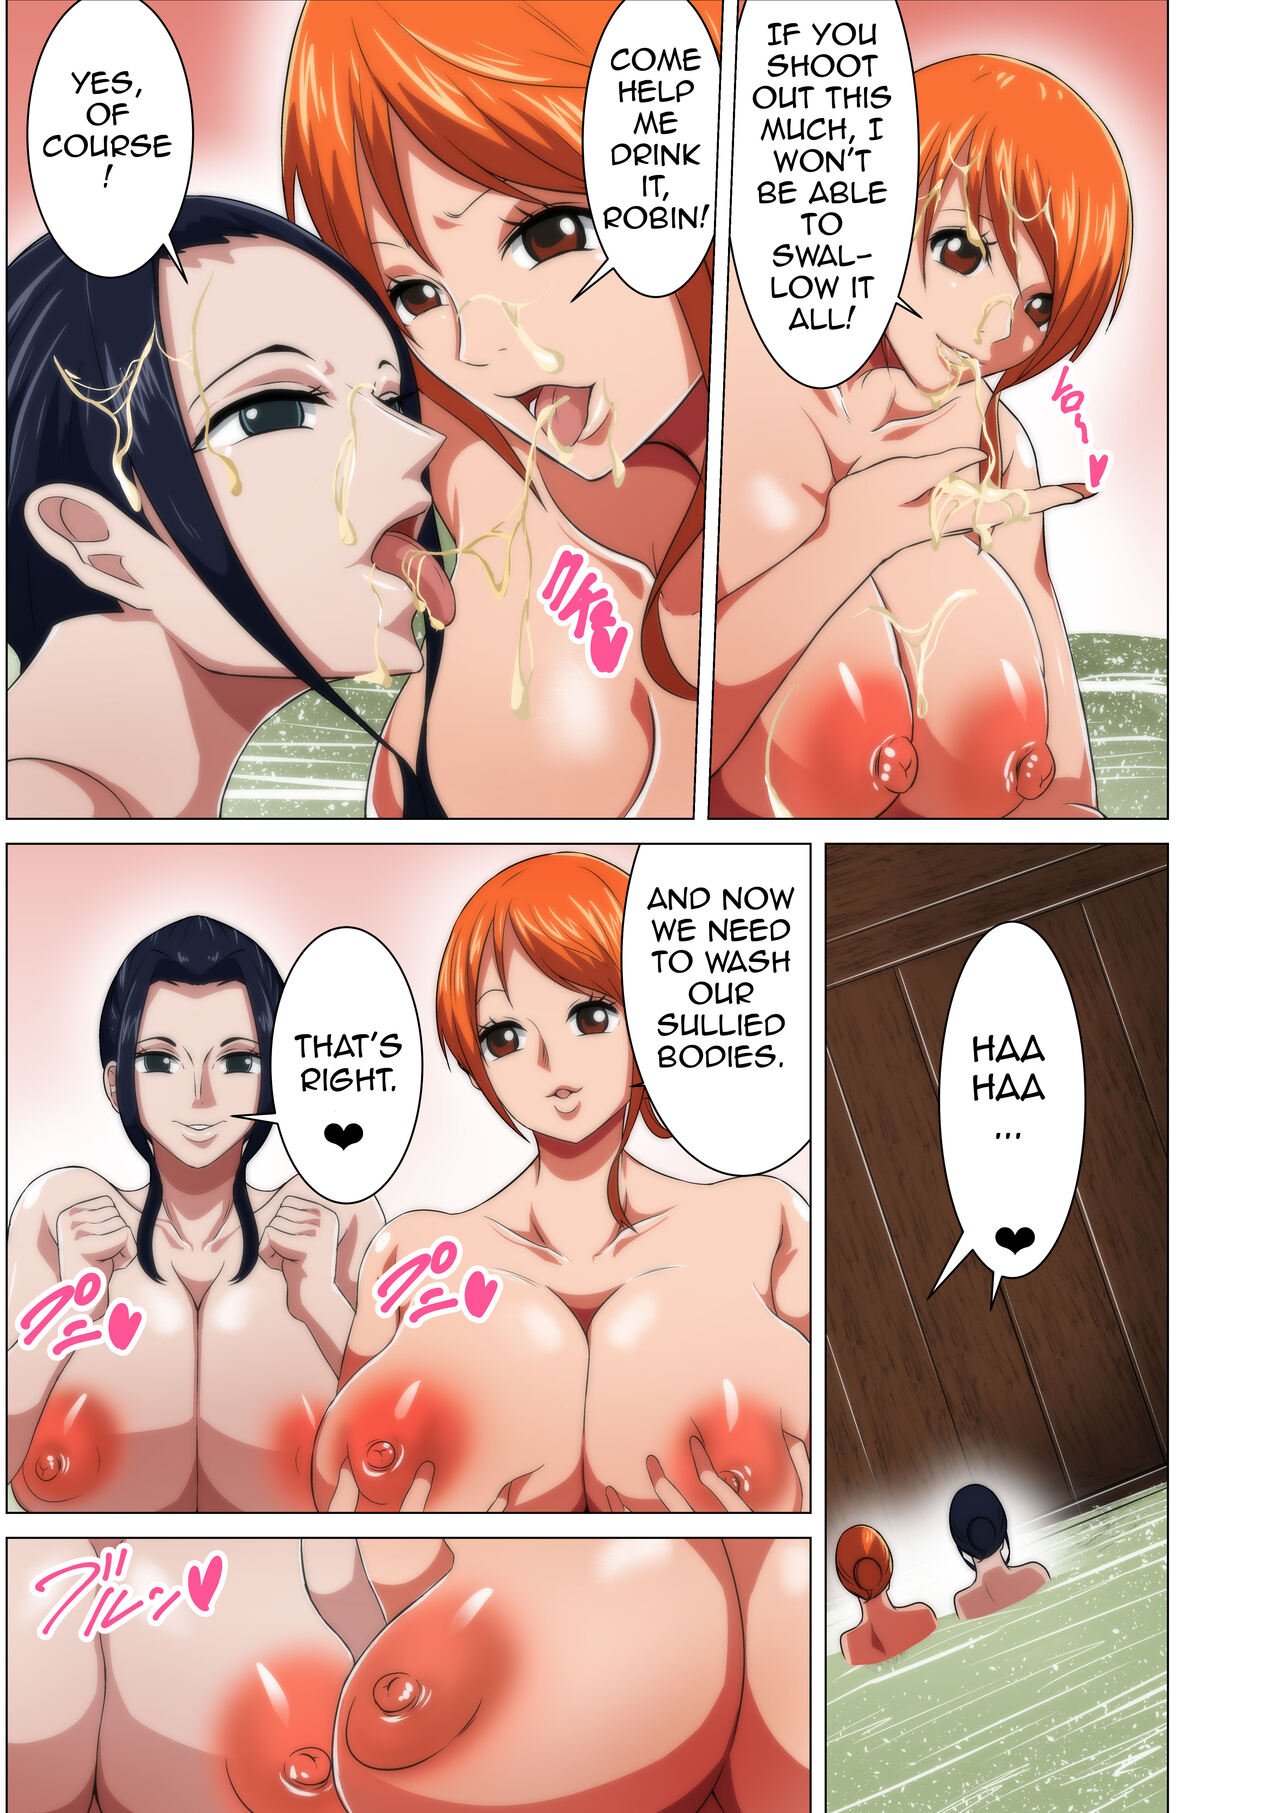 IF YOU
SHOOT
OUT THIS
MUCH, I
WON'T
BE ABLE
TO
SWAL-
LOW IT
ALL!
COME
HELP
ME
DRINK
IT,
ROBIN!
YES,
OF
COURSE
!
HAA
HAA
...
❤
AND NOW
WE NEED
TO WASH
OUR
SULLIED
BODIES.
THAT'S
RIGHT.
❤
プニ♥
プニ♥
ブルン♥